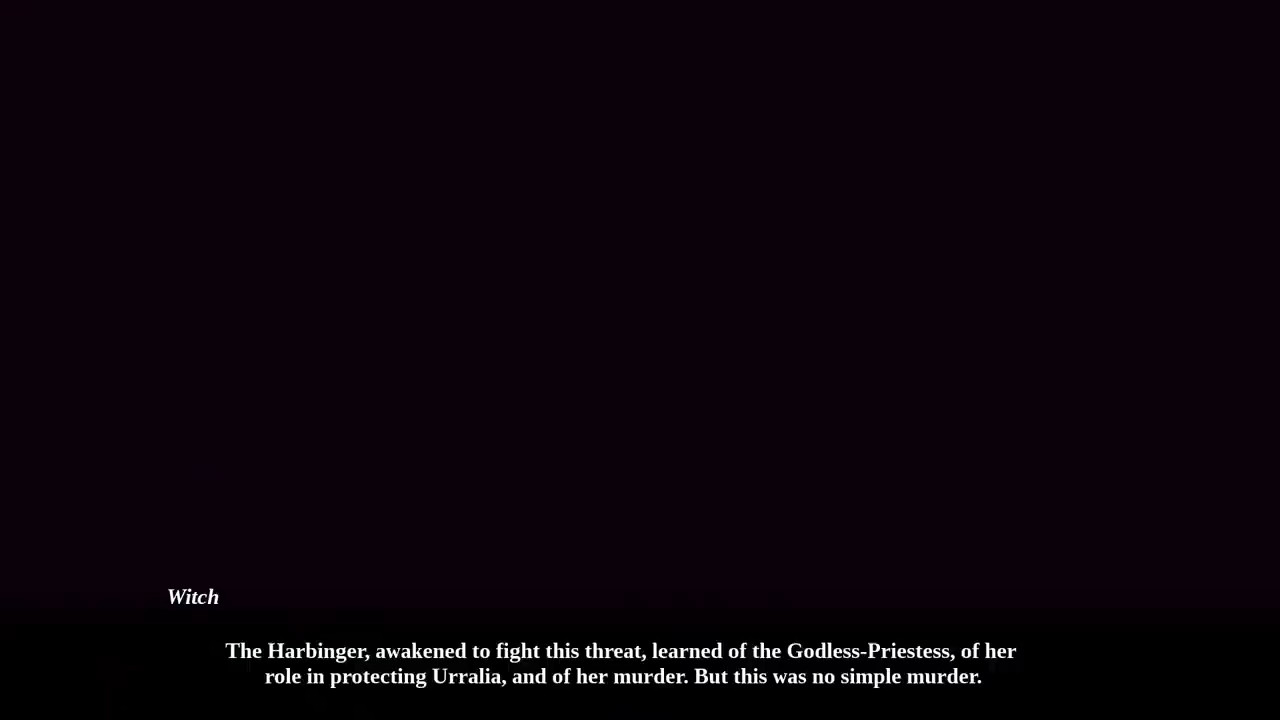 Witch
The Harbinger, awakened to fight this threat, learned of the Godless-Priestess, of her
role in protecting Urralia, and of her murder. But this was no simple murder.